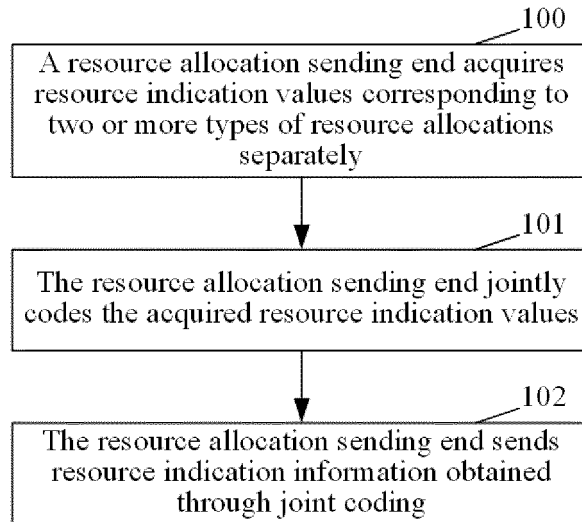 100
A resource allocation sending end acquires
resource indication values corresponding to
two or more types of resource allocations
separately
101
The resource allocation sending end jointly
codes the acquired resource indication values
102
The resource allocation sending end sends
resource indication information obtained
through joint coding